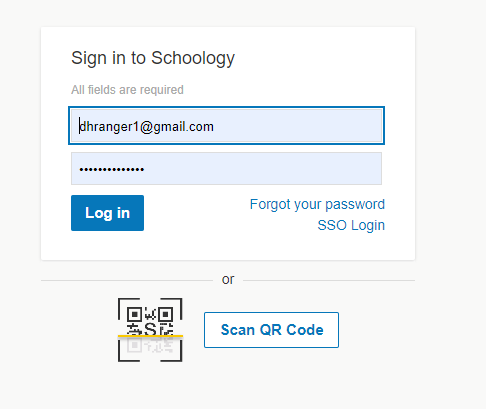 Sign in to Schoology
All fields are required
dhranger1@gmail.com
••••••••••••••
Log in
Forgot your password
SSO Login
or
S
Scan QR Code